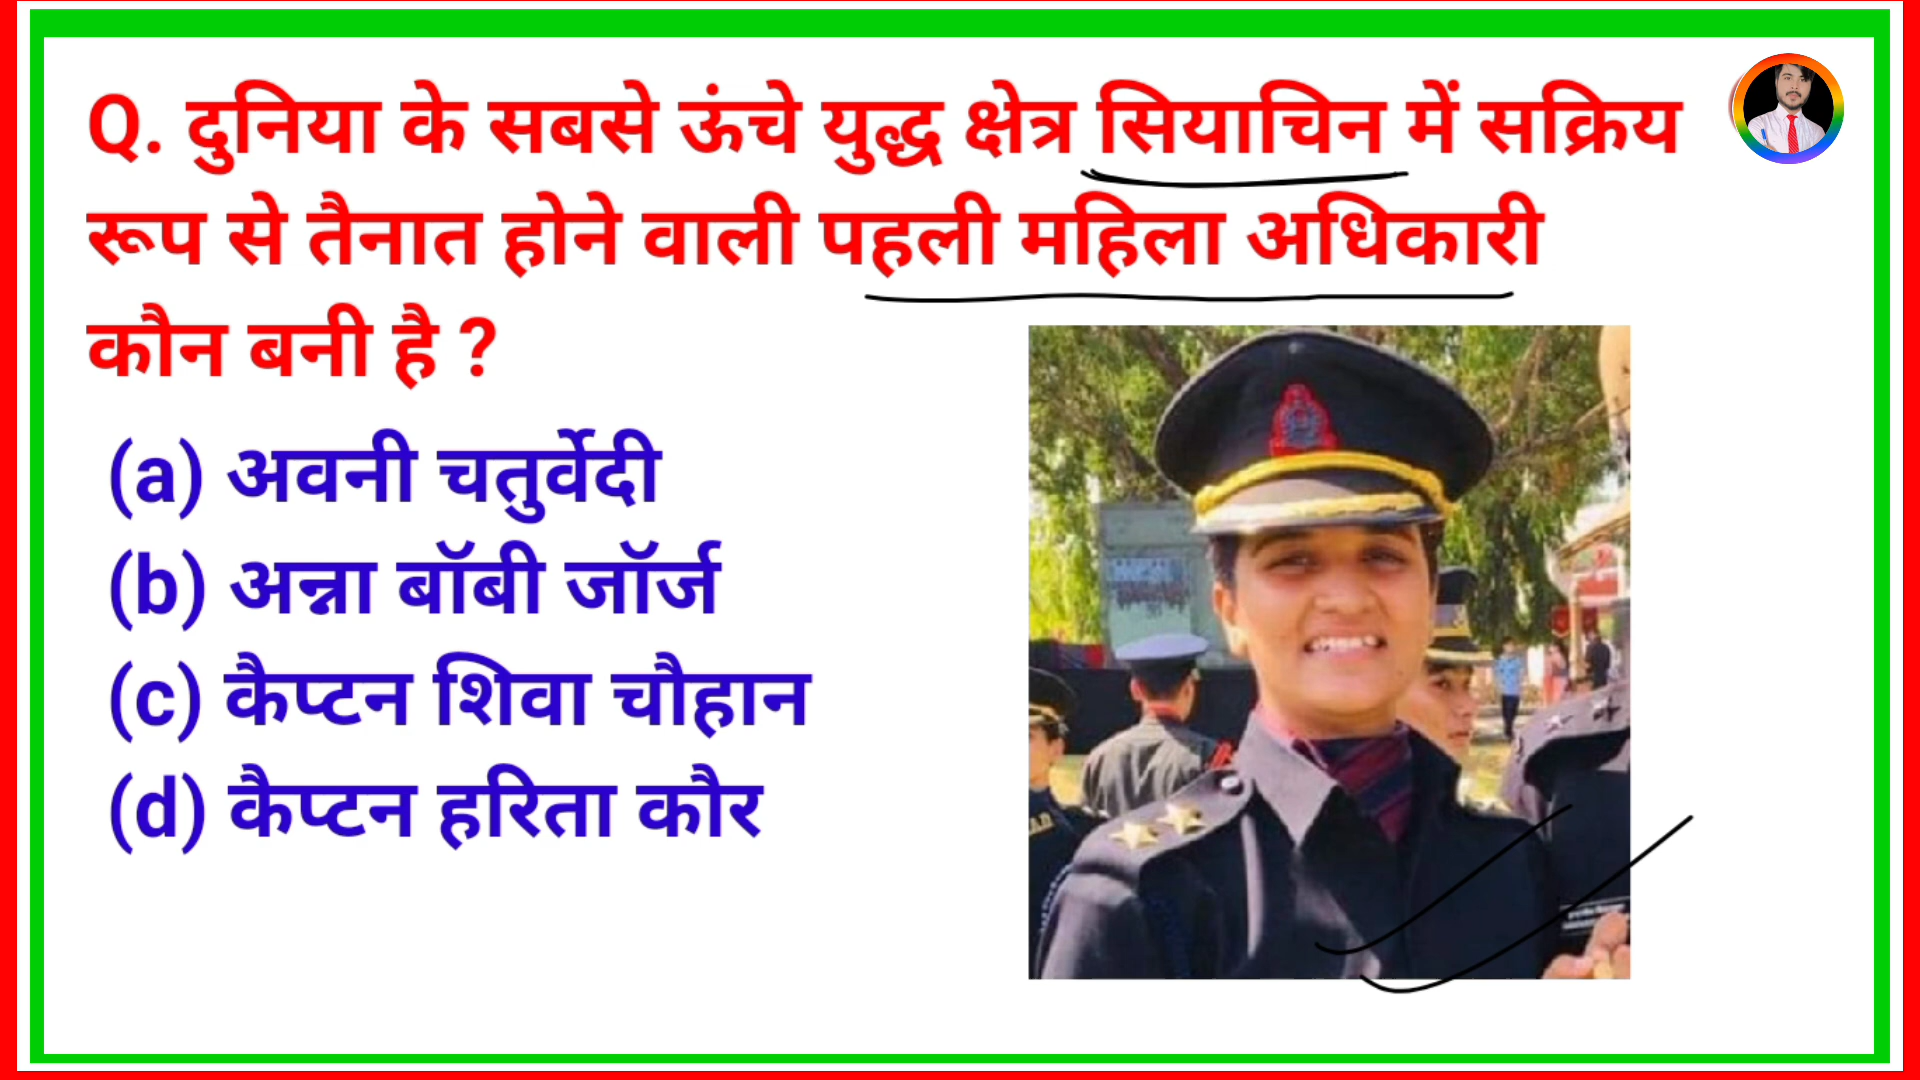 Q. दुनिया के सबसे ऊंचे युद्ध क्षेत्र सियाचिन में सक्रिय
रूप से तैनात होने वाली पहली महिला अधिकारी
कौन बनी है ?
(a) अवनी चतुर्वेदी
(b) अन्ना बॉबी जॉर्ज
(c) कैप्टन शिवा चौहान
(d) कैप्टन हरिता कौर